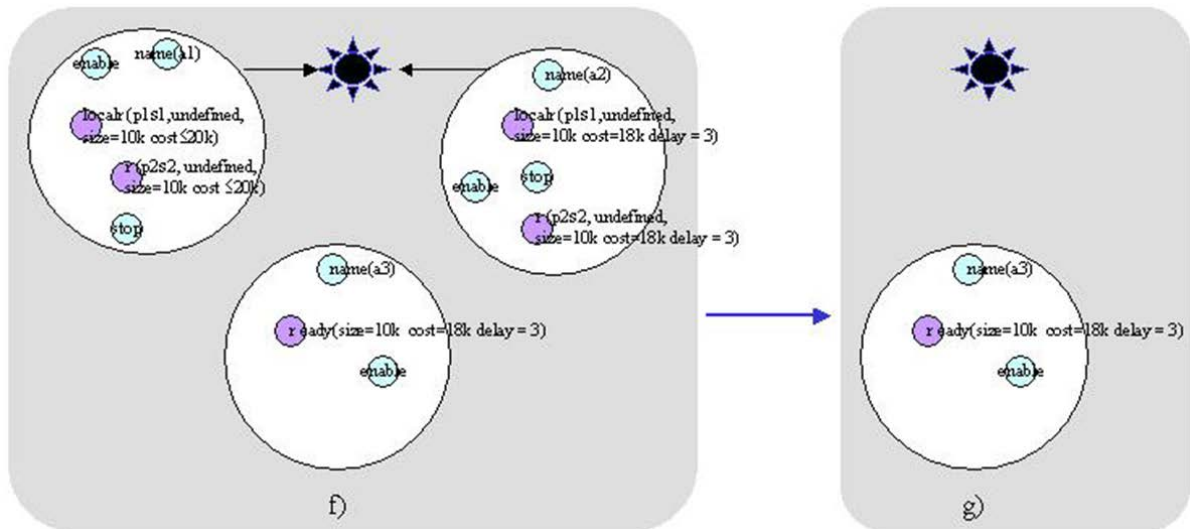 name(a1)
enable
localr (p1s1,undefined,
size=10k cost≤20k)
r (p2s2, undefined,
size=10k cost ≤20k)
stop
name(a2)
localr (p1s1,undefined,
size=10k cost=18k delay = 3)
stop
enable
r (p2s2, undefined,
size=10k cost=18k delay = 3)
name(a3)
r eady(size=10k cost=18k delay = 3)
enable
f)
name(a3)
r eady(size=10k cost=18k delay = 3)
enable
g)